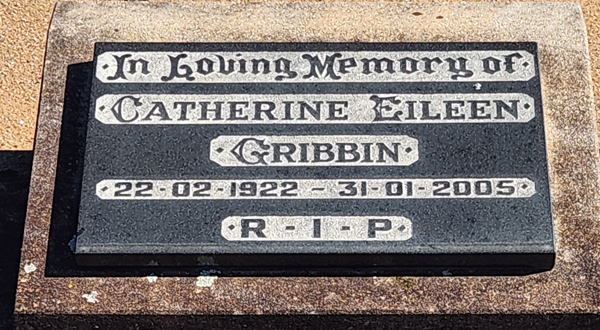 In Loving Memory of
CATHERINE EILEEN
GRIBBIN
22-02-1922 - 31-01-2005
R-I-P